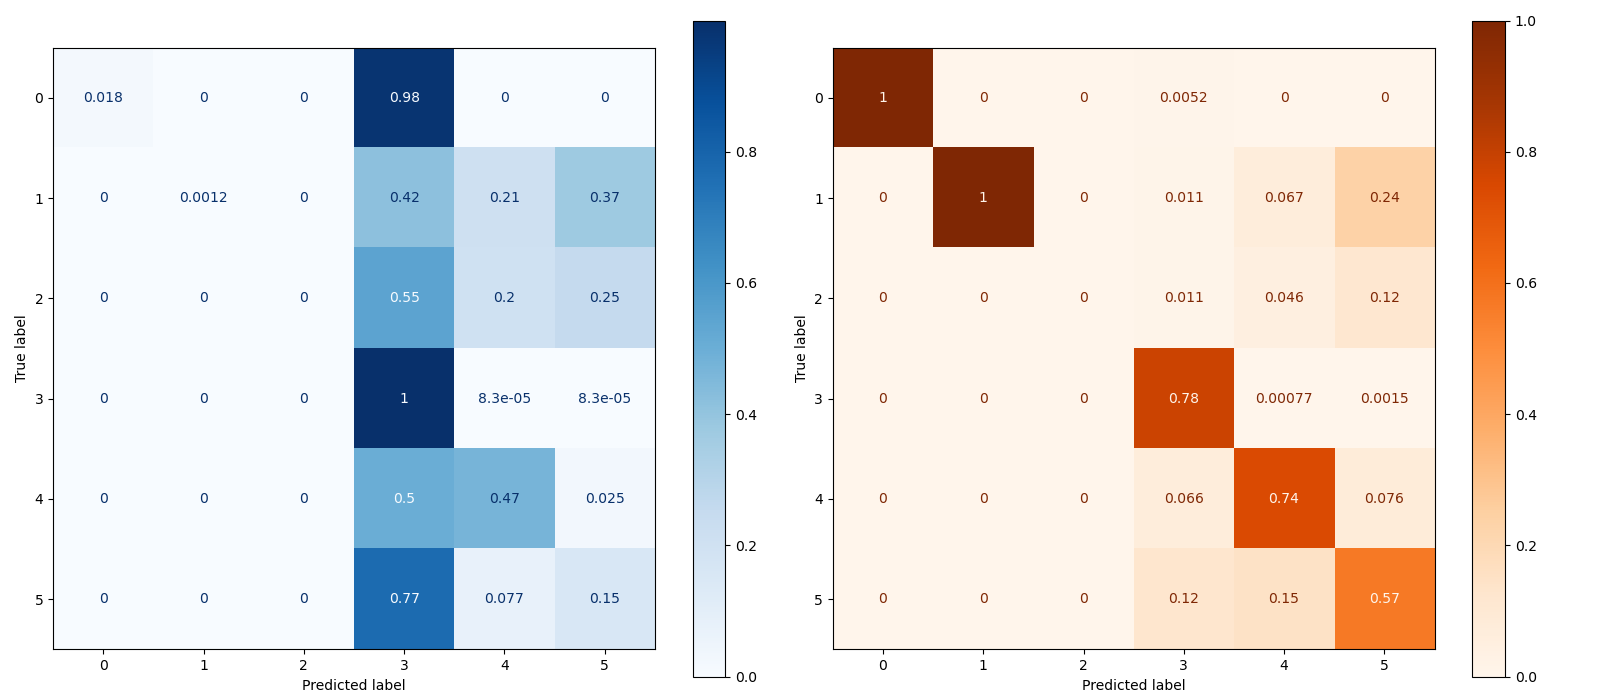 0 0.018 0 0 0.98 0 0
1 0 0.0012 0 0.42 0.21 0.37
2 0 0 0 0.55 0.2 0.25
3 0 0 0 1 8.3e-05 8.3e-05
4 0 0 0 0.5 0.47 0.025
5 0 0 0 0.77 0.077 0.15
0 1 2 3 4 5
Predicted label
True label
0.8
0.6
0.4
0.2
0.0
0 1 0 0 0.0052 0 0
1 0 1 0 0.011 0.067 0.24
2 0 0 0 0.011 0.046 0.12
3 0 0 0 0.78 0.00077 0.0015
4 0 0 0 0.066 0.74 0.076
5 0 0 0 0.12 0.15 0.57
0 1 2 3 4 5
Predicted label
True label
1.0
0.8
0.6
0.4
0.2
0.0